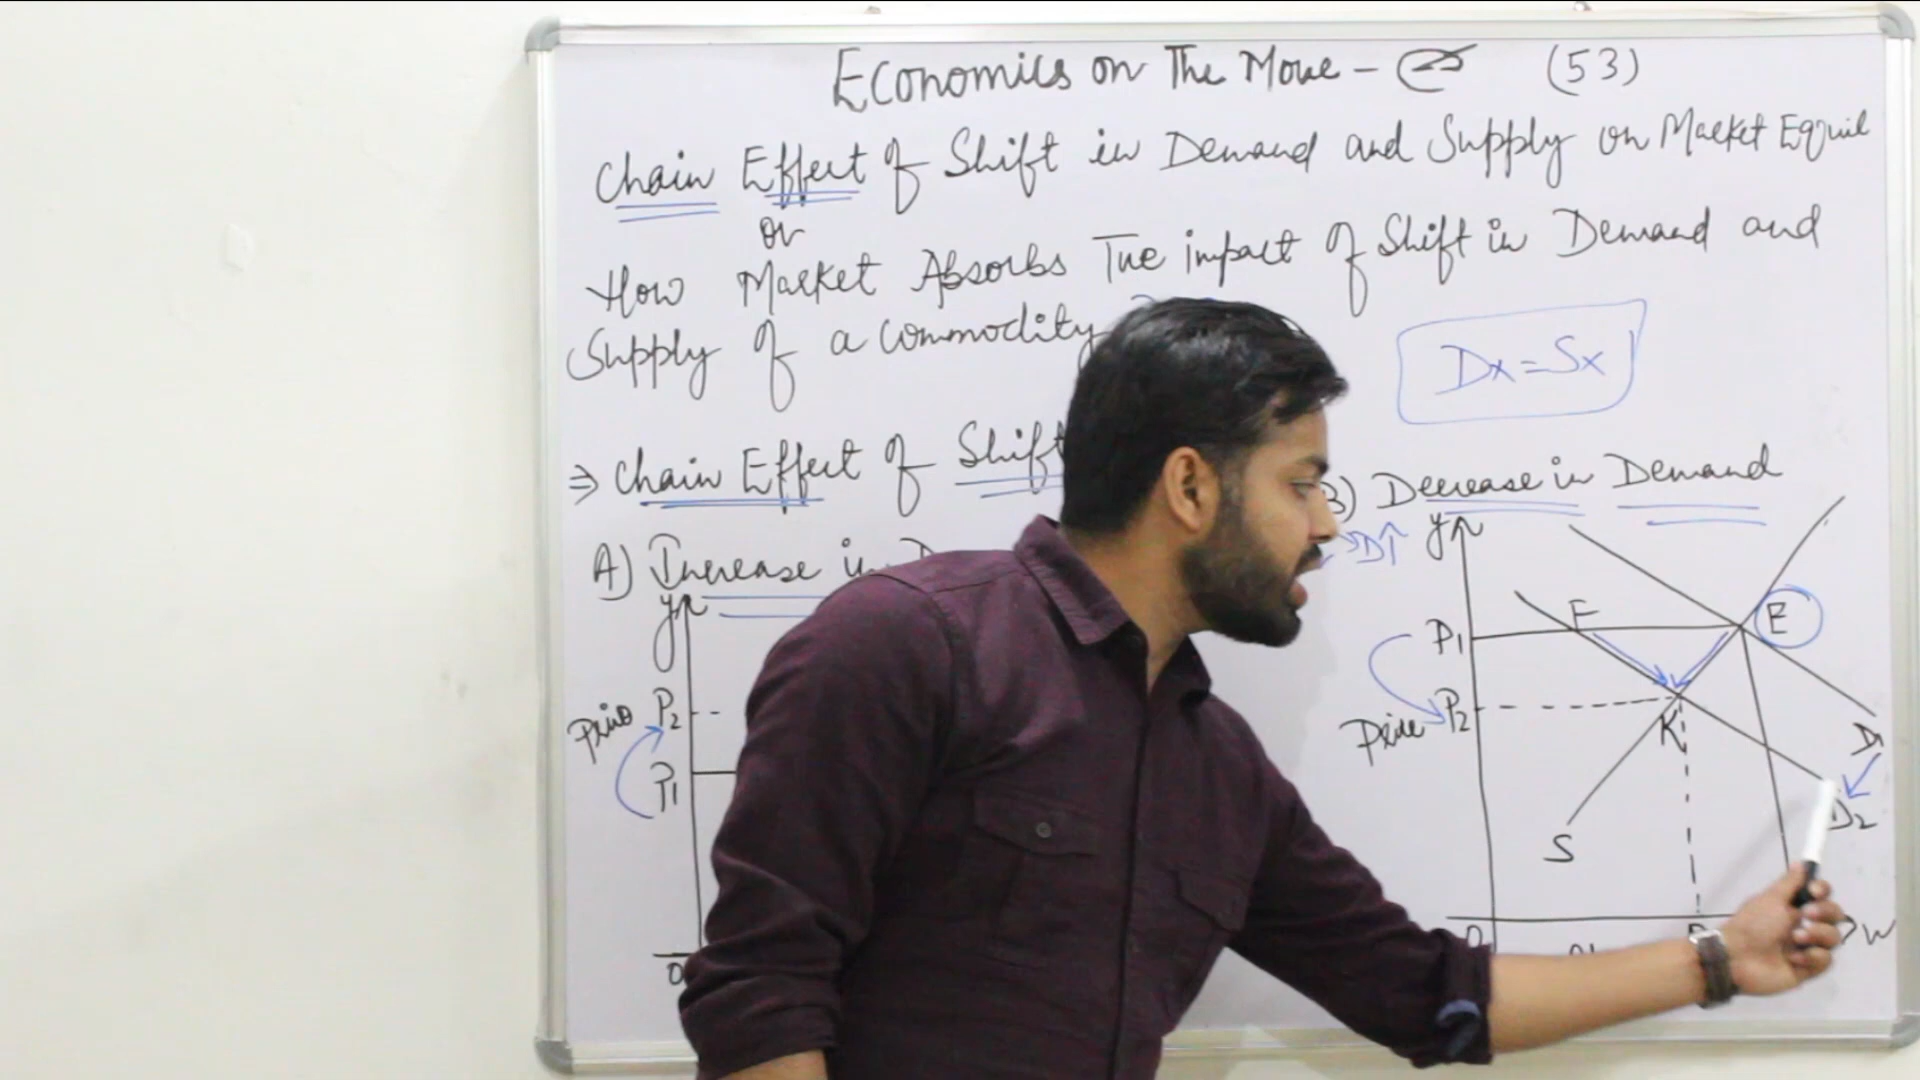 Economics on The Move - (53)
Chain Effect of Shift in Demand and Supply on Market Equil
or
How Market Absorbs The impact of Shift in Demand and
Supply of a Commodity
Dx = Sx
⇒ Chain Effect of Shift
A) Increase in D
y
Price
P2
P1
0
B) Decrease in Demand
D↑
y
P1
F
E
Price
P2
K
D1
D2
S
0